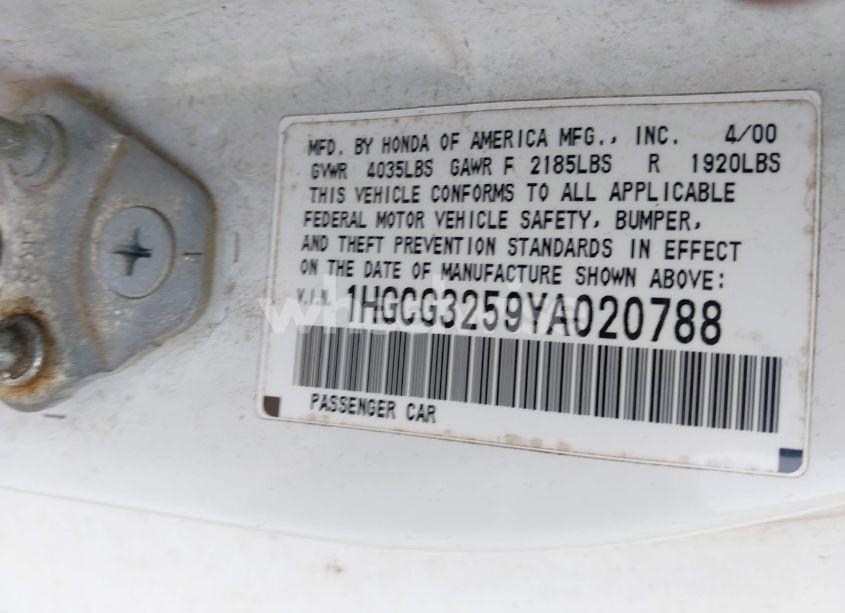 MFD. BY HONDA OF AMERICA MFG., INC. 4/00
GVWR 4035LBS GAWR F 2185LBS R 1920LBS
THIS VEHICLE CONFORMS TO ALL APPLICABLE
FEDERAL MOTOR VEHICLE SAFETY, BUMPER,
AND THEFT PREVENTION STANDARDS IN EFFECT
ON THE DATE OF MANUFACTURE SHOWN ABOVE:
V.I.N. 1HGCG3259YA020788
PASSENGER CAR